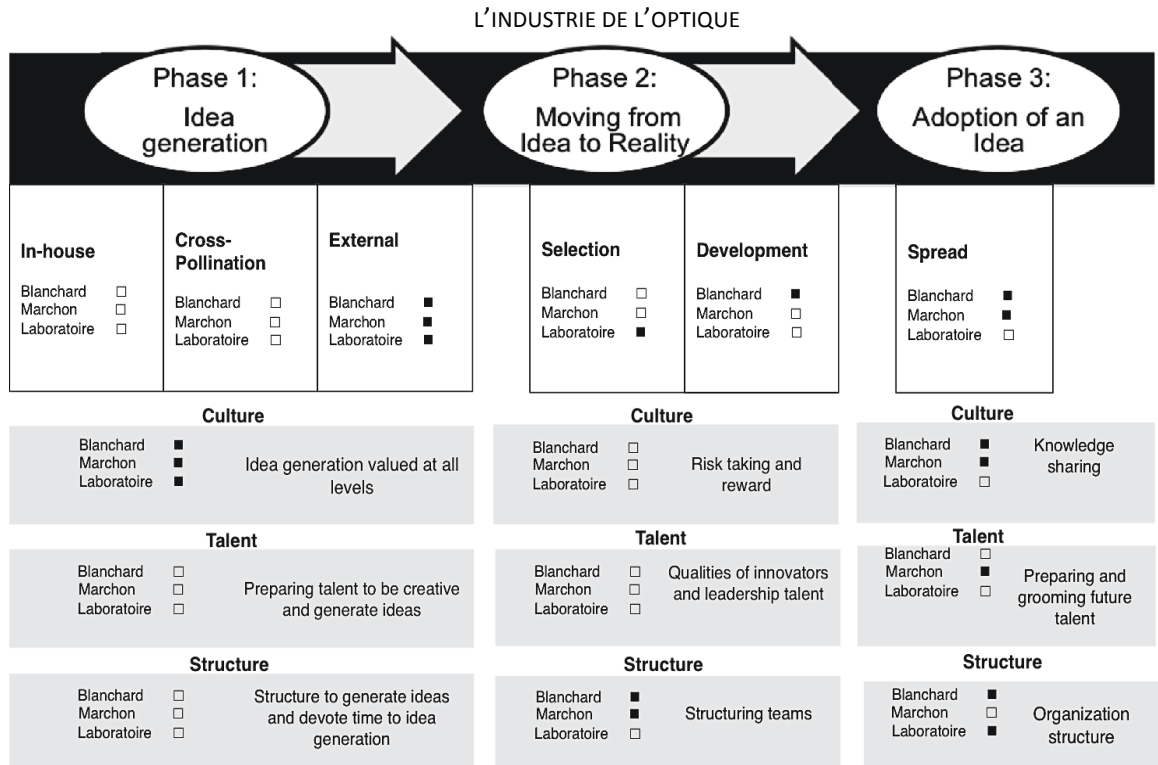 L'INDUSTRIE DE L'OPTIQUE
Phase 1:
Idea
generation
Phase 2:
Moving from
Idea to Reality
Phase 3:
Adoption of an
Idea
In-house
Blanchard □
Marchon □
Laboratoire □
Cross-
Pollination
Blanchard □
Marchon □
Laboratoire □
External
Blanchard ■
Marchon ■
Laboratoire ■
Selection
Blanchard □
Marchon □
Laboratoire ■
Development
Blanchard ■
Marchon □
Laboratoire □
Spread
Blanchard ■
Marchon ■
Laboratoire □
Culture
Blanchard ■
Marchon ■
Laboratoire ■
Idea generation valued at all
levels
Culture
Blanchard □
Marchon □
Laboratoire □
Risk taking and
reward
Culture
Blanchard ■
Marchon ■
Laboratoire □
Knowledge
sharing
Talent
Blanchard □
Marchon □
Laboratoire □
Preparing talent to be creative
and generate ideas
Talent
Blanchard □
Marchon □
Laboratoire □
Qualities of innovators
and leadership talent
Talent
Blanchard □
Marchon ■
Laboratoire □
Preparing and
grooming future
talent
Structure
Blanchard □
Marchon □
Laboratoire □
Structure to generate ideas
and devote time to idea
generation
Structure
Blanchard ■
Marchon ■
Laboratoire □
Structuring teams
Structure
Blanchard ■
Marchon □
Laboratoire ■
Organization
structure